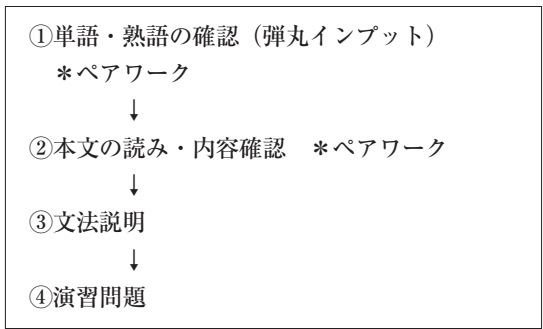 ①単語・熟語の確認（弾丸インプット）
＊ペアワーク
↓
②本文の読み・内容確認　＊ペアワーク
↓
③文法説明
↓
④演習問題